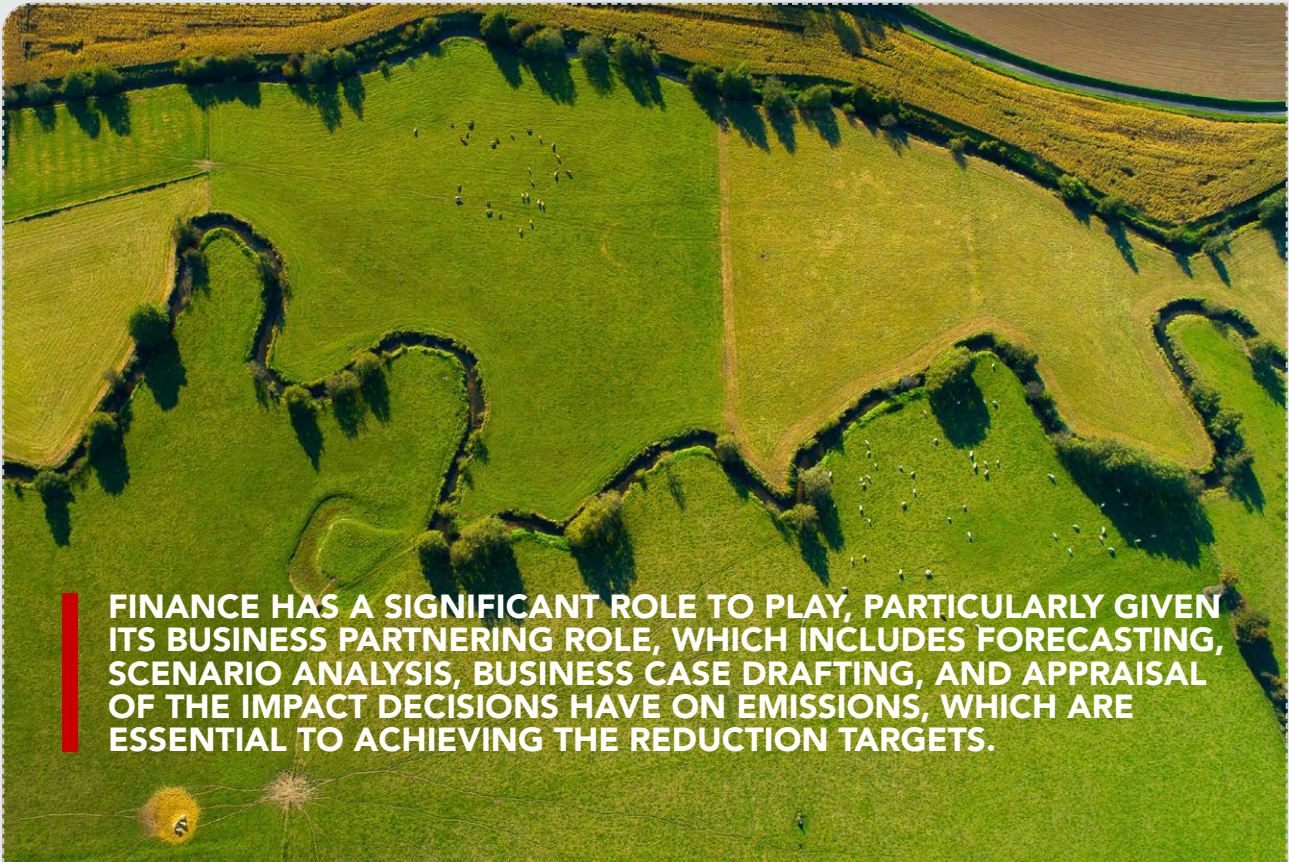 FINANCE HAS A SIGNIFICANT ROLE TO PLAY, PARTICULARLY GIVEN
ITS BUSINESS PARTNERING ROLE, WHICH INCLUDES FORECASTING,
SCENARIO ANALYSIS, BUSINESS CASE DRAFTING, AND APPRAISAL
OF THE IMPACT DECISIONS HAVE ON EMISSIONS, WHICH ARE
ESSENTIAL TO ACHIEVING THE REDUCTION TARGETS.